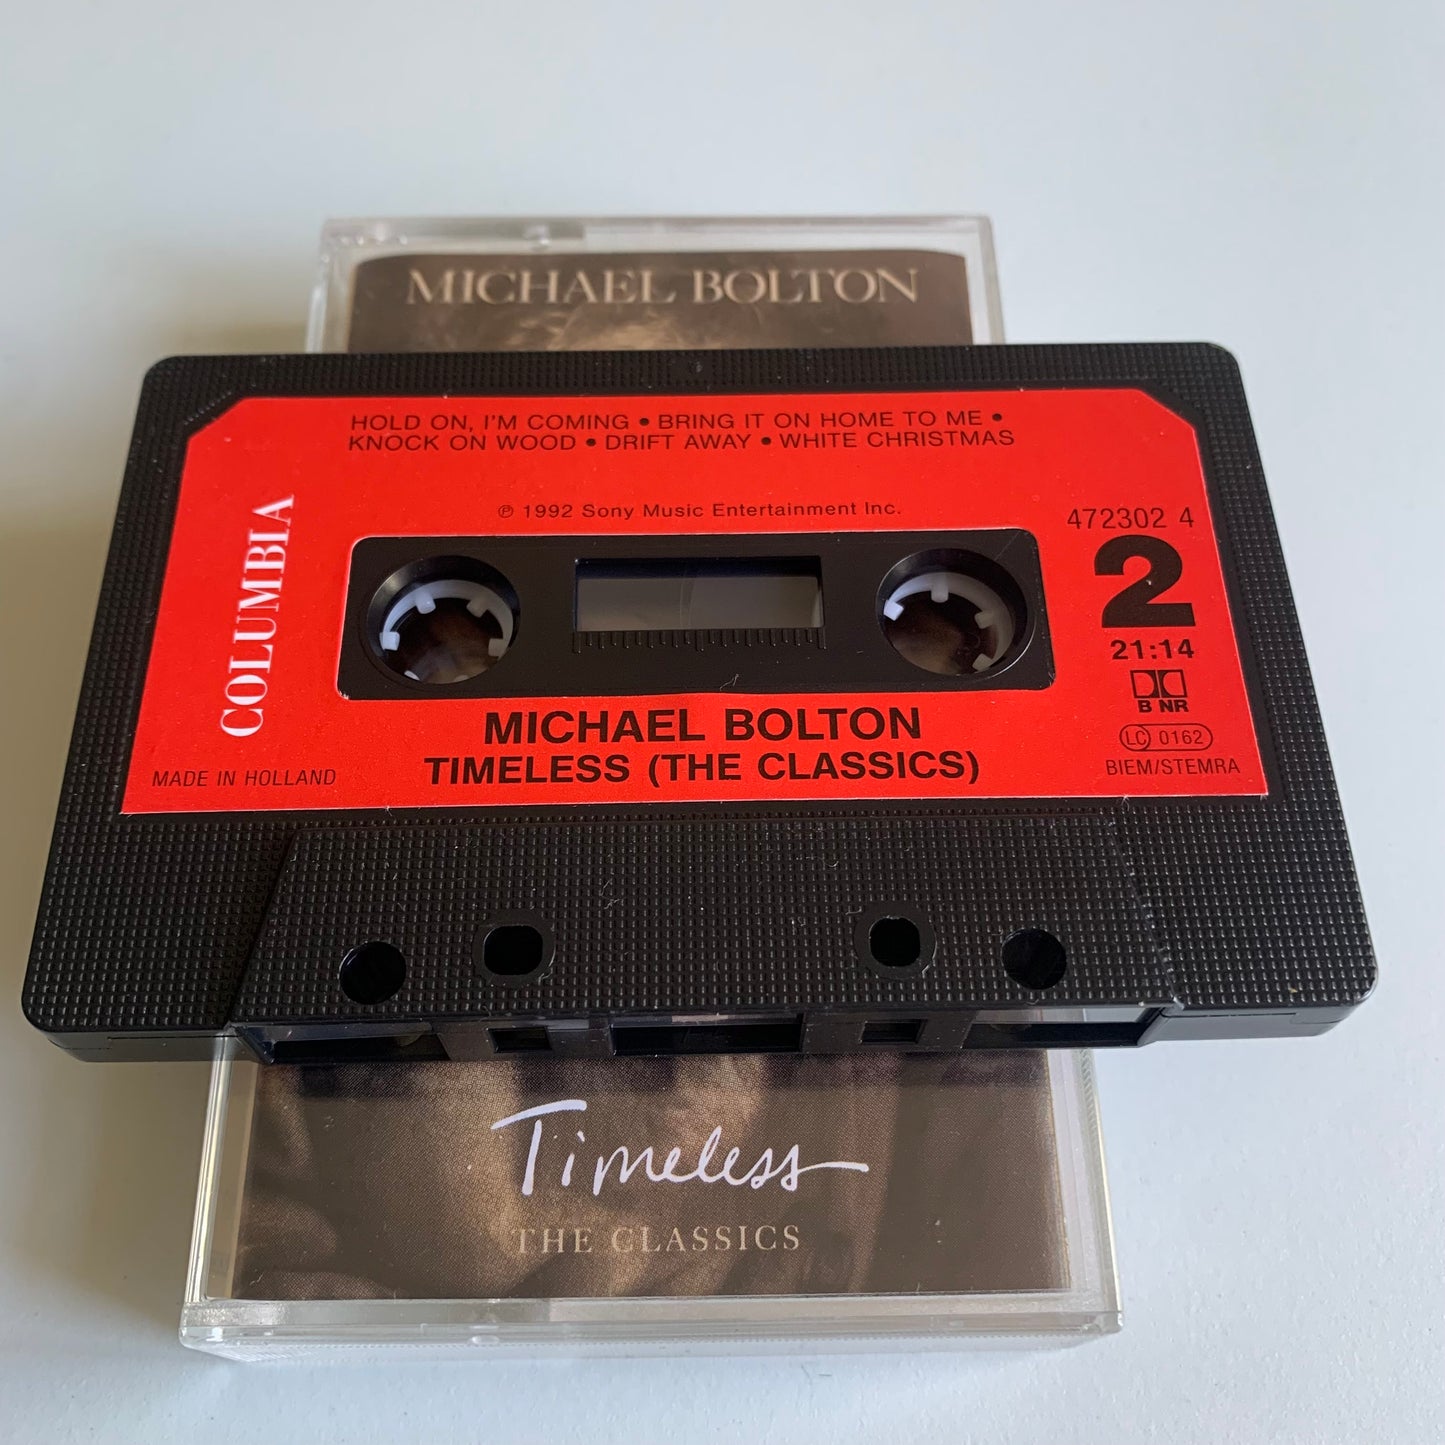 MICHAEL BOLTON
HOLD ON, I'M COMING • BRING IT ON HOME TO ME •
KNOCK ON WOOD • DRIFT AWAY • WHITE CHRISTMAS
℗ 1992 Sony Music Entertainment Inc.
COLUMBIA
472302 4
2
21:14
B NR
MICHAEL BOLTON
TIMELESS (THE CLASSICS)
LC 0162
MADE IN HOLLAND
BIEM/STEMRA
Timeless
THE CLASSICS